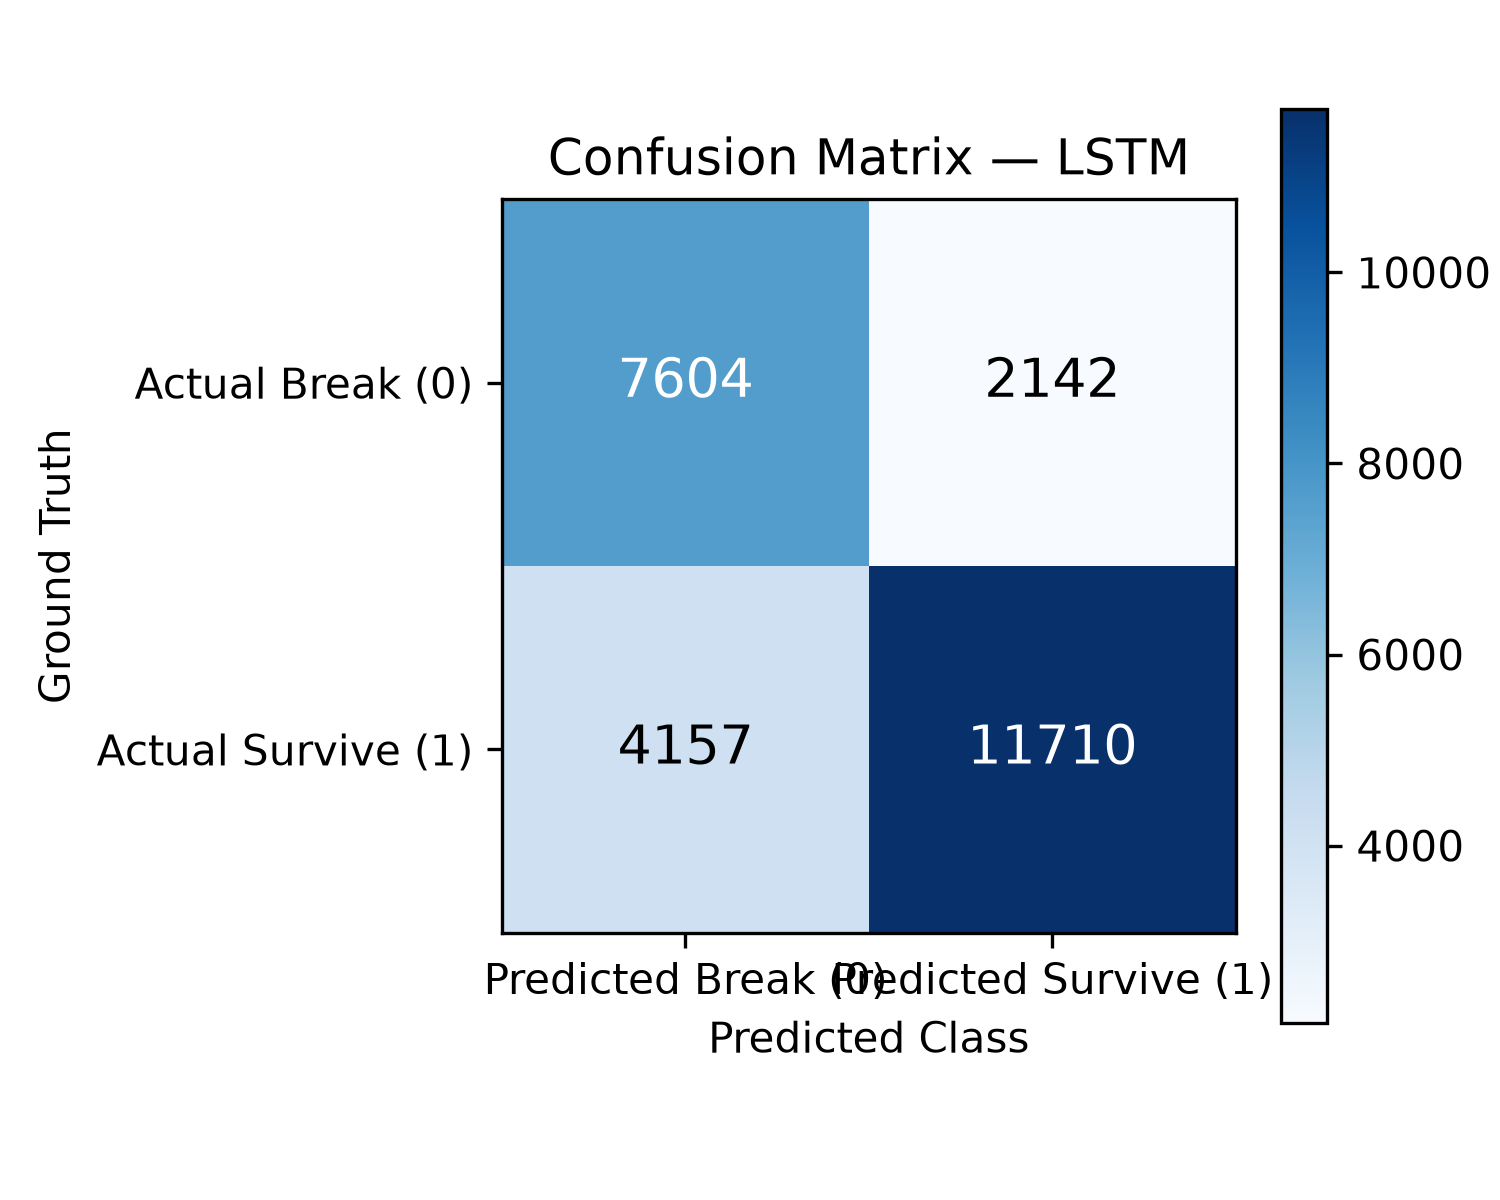 Confusion Matrix — LSTM
Ground Truth
Actual Break (0)
7604
2142
Actual Survive (1)
4157
11710
Predicted Break (0)
Predicted Survive (1)
Predicted Class
10000
8000
6000
4000